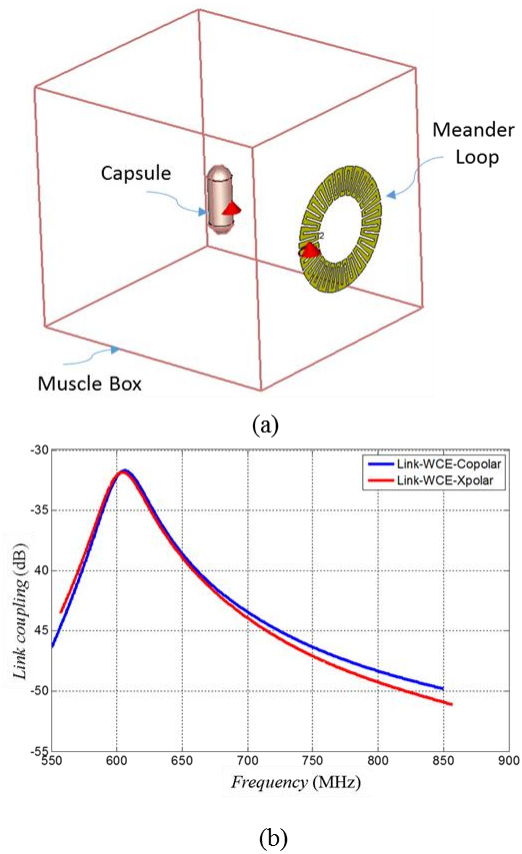 Meander
Loop
Capsule
2
Muscle Box
(a)
-30
Link-WCE-Copolar
Link-WCE-Xpolar
-35
-40
45
-50
-55
Link coupling (dB)
550 600 650 700 750 800 850 900
Frequency (MHz)
(b)